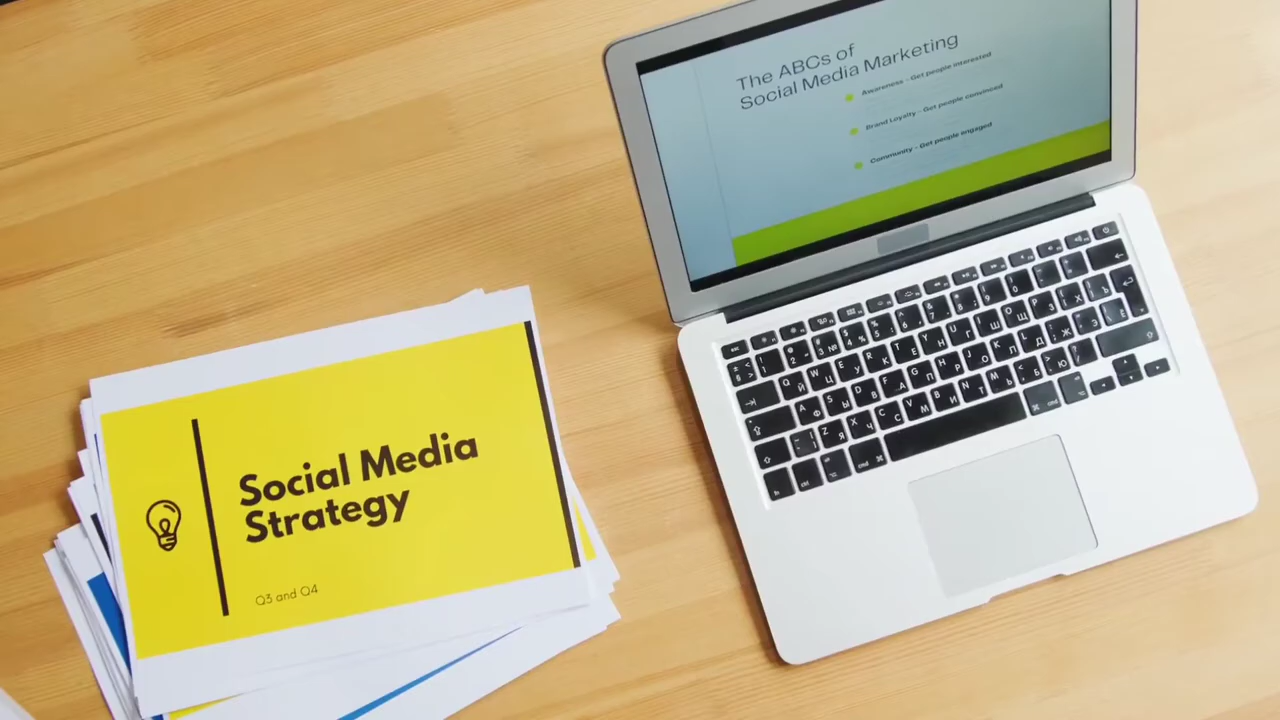 Social Media
Strategy
Q3 and Q4
The ABCs of
Social Media Marketing
Awareness - Get people interested
Brand Loyalty - Get people convinced
Community - Get people engaged